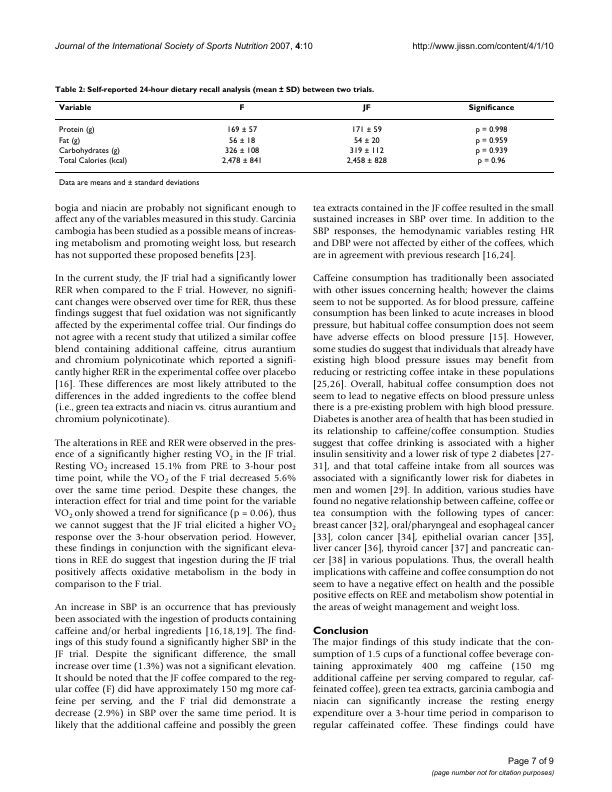 Journal of the International Society of Sports Nutrition 2007, 4:10 http://www.jissn.com/content/4/1/10
Table 2: Self-reported 24-hour dietary recall analysis (mean ± SD) between two trials.
Variable F JF Significance
Protein (g) 169 ± 57 171 ± 59 p = 0.998
Fat (g) 56 ± 18 54 ± 20 p = 0.959
Carbohydrates (g) 326 ± 108 319 ± 112 p = 0.939
Total Calories (kcal) 2,478 ± 841 2,458 ± 828 p = 0.96
Data are means and ± standard deviations
bogia and niacin are probably not significant enough to
affect any of the variables measured in this study. Garcinia
cambogia has been studied as a possible means of increas-
ing metabolism and promoting weight loss, but research
has not supported these proposed benefits [23].
In the current study, the JF trial had a significantly lower
RER when compared to the F trial. However, no signifi-
cant changes were observed over time for RER, thus these
findings suggest that fuel oxidation was not significantly
affected by the experimental coffee trial. Our findings do
not agree with a recent study that utilized a similar coffee
blend containing additional caffeine, citrus aurantium
and chromium polynicotinate which reported a signifi-
cantly higher RER in the experimental coffee over placebo
[16]. These differences are most likely attributed to the
differences in the added ingredients to the coffee blend
(i.e., green tea extracts and niacin vs. citrus aurantium and
chromium polynicotinate).
The alterations in REE and RER were observed in the pres-
ence of a significantly higher resting VO2 in the JF trial.
Resting VO2 increased 15.1% from PRE to 3-hour post
time point, while the VO2 of the F trial decreased 5.6%
over the same time period. Despite these changes, the
interaction effect for trial and time point for the variable
VO2 only showed a trend for significance (p = 0.06), thus
we cannot suggest that the JF trial elicited a higher VO2
response over the 3-hour observation period. However,
these findings in conjunction with the significant eleva-
tions in REE do suggest that ingestion during the JF trial
positively affects oxidative metabolism in the body in
comparison to the F trial.
An increase in SBP is an occurrence that has previously
been associated with the ingestion of products containing
caffeine and/or herbal ingredients [16,18,19]. The find-
ings of this study found a significantly higher SBP in the
JF trial. Despite the significant difference, the small
increase over time (1.3%) was not a significant elevation.
It should be noted that the JF coffee compared to the reg-
ular coffee (F) did have approximately 150 mg more caf-
feine per serving, and the F trial did demonstrate a
decrease (2.9%) in SBP over the same time period. It is
likely that the additional caffeine and possibly the green
tea extracts contained in the JF coffee resulted in the small
sustained increases in SBP over time. In addition to the
SBP responses, the hemodynamic variables resting HR
and DBP were not affected by either of the coffees, which
are in agreement with previous research [16,24].
Caffeine consumption has traditionally been associated
with other issues concerning health; however the claims
seem to not be supported. As for blood pressure, caffeine
consumption has been linked to acute increases in blood
pressure, but habitual coffee consumption does not seem
have adverse effects on blood pressure [15]. However,
some studies do suggest that individuals that already have
existing high blood pressure issues may benefit from
reducing or restricting coffee intake in these populations
[25,26]. Overall, habitual coffee consumption does not
seem to lead to negative effects on blood pressure unless
there is a pre-existing problem with high blood pressure.
Diabetes is another area of health that has been studied in
its relationship to caffeine/coffee consumption. Studies
suggest that coffee drinking is associated with a higher
insulin sensitivity and a lower risk of type 2 diabetes [27-
31], and that total caffeine intake from all sources was
associated with a significantly lower risk for diabetes in
men and women [29]. In addition, various studies have
found no negative relationship between caffeine, coffee or
tea consumption with the following types of cancer:
breast cancer [32], oral/pharyngeal and esophageal cancer
[33], colon cancer [34], epithelial ovarian cancer [35],
liver cancer [36], thyroid cancer [37] and pancreatic can-
cer [38] in various populations. Thus, the overall health
implications with caffeine and coffee consumption do not
seem to have a negative effect on health and the possible
positive effects on REE and metabolism show potential in
the areas of weight management and weight loss.
Conclusion
The major findings of this study indicate that the con-
sumption of 1.5 cups of a functional coffee beverage con-
taining approximately 400 mg caffeine (150 mg
additional caffeine per serving compared to regular, caf-
feinated coffee), green tea extracts, garcinia cambogia and
niacin can significantly increase the resting energy
expenditure over a 3-hour time period in comparison to
regular caffeinated coffee. These findings could have
Page 7 of 9
(page number not for citation purposes)